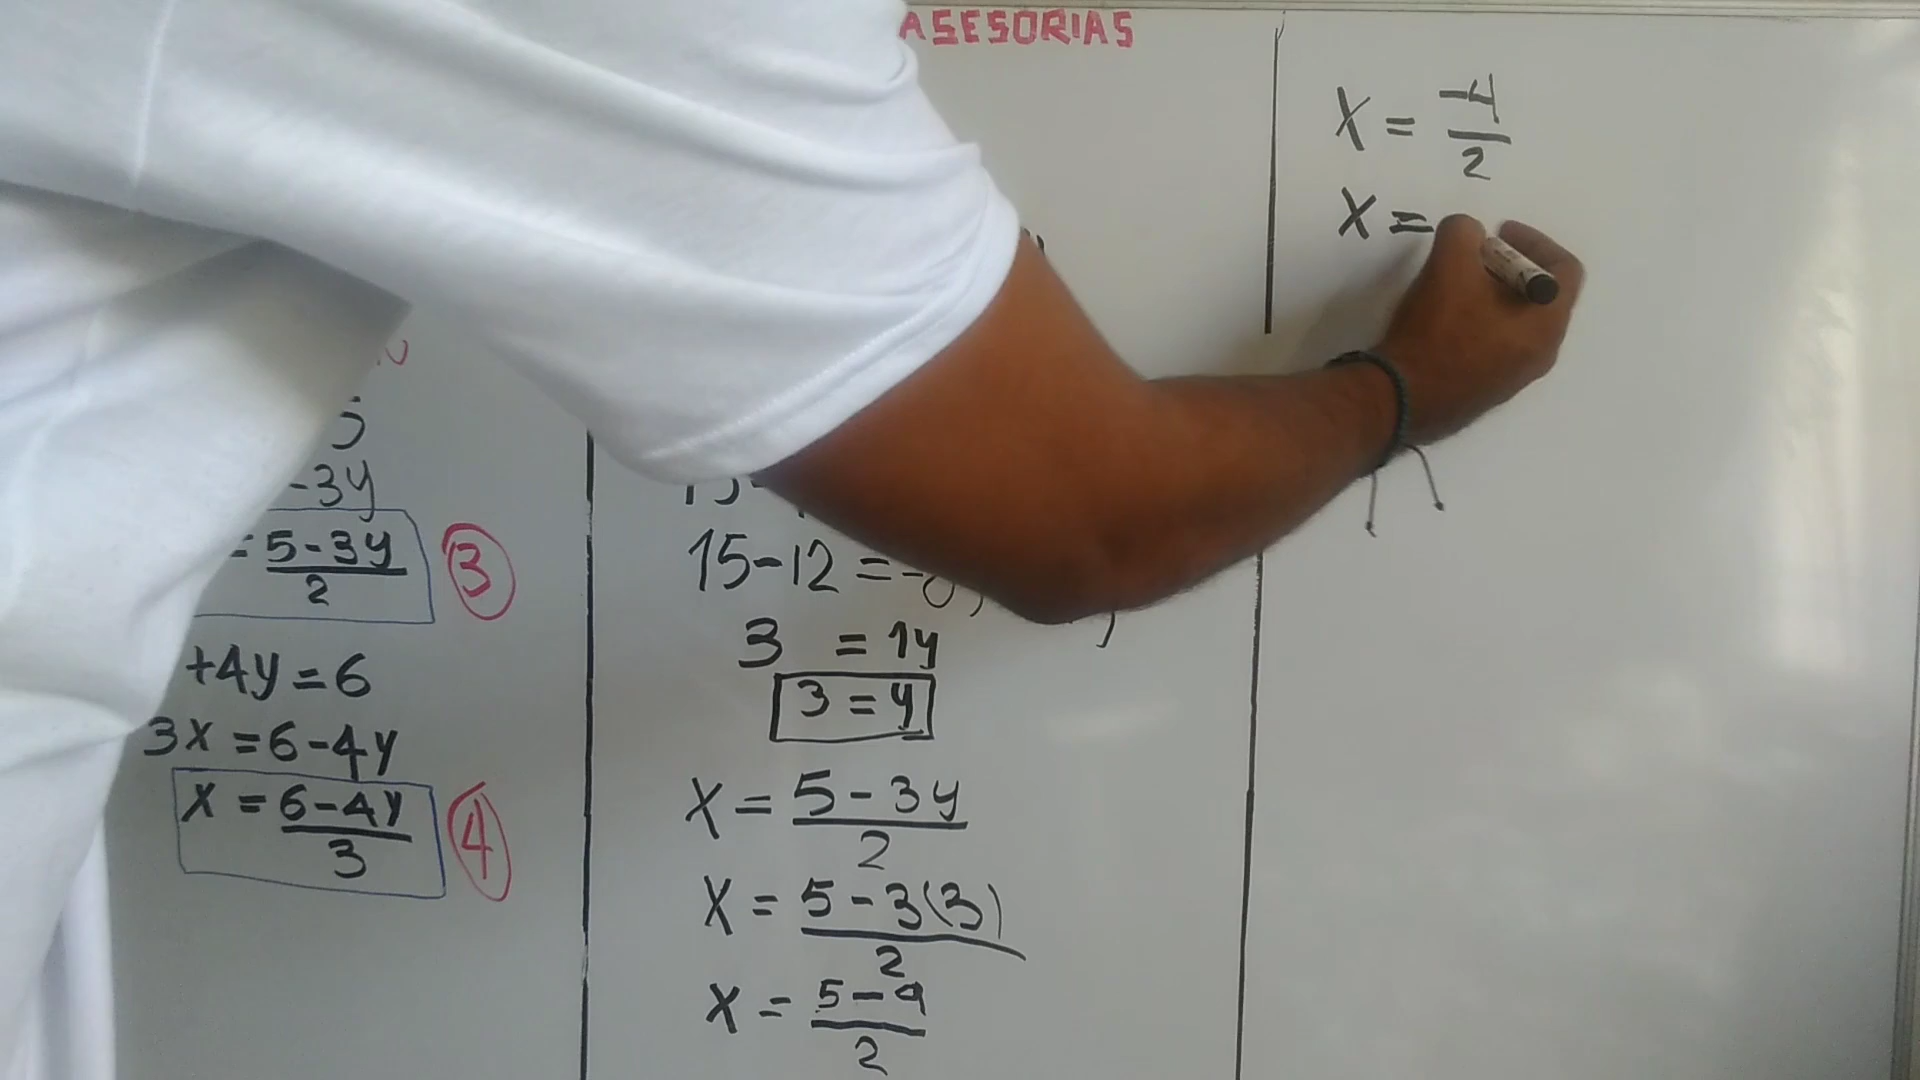 ASESORIAS
-3y
= 5-3y
2
3
+4y=6
3x=6-4y
x=6-4y
3
4
15-12=-
3 =1y
3=y
x=5-3y
2
x=5-3(3)
2
x=5-9
2
x=-4
2
x=